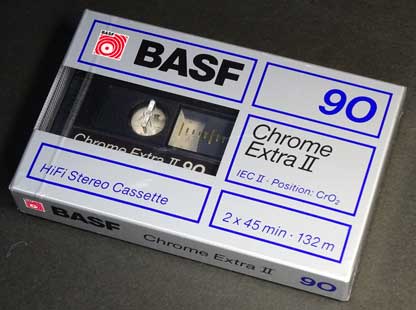 BASF
90
Chrome
Extra II
IEC II · Position: CrO₂
Chrome Extra II 90
HiFi Stereo Cassette
2 x 45 min · 132 m
BASF
Chrome Extra II
90